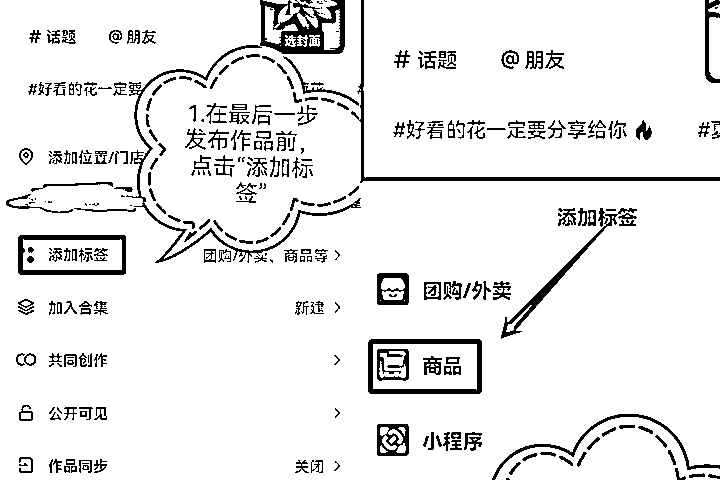 # 话题 @ 朋友
选封面
#好看的花一定要
添加位置/门店
1.在最后一步
发布作品前，
点击“添加标
签”
添加标签
团购/外卖、商品等
加入合集
新建
共同创作
公开可见
作品同步
关闭
# 话题 @ 朋友
#好看的花一定要分享给你
添加标签
团购/外卖
商品
小程序